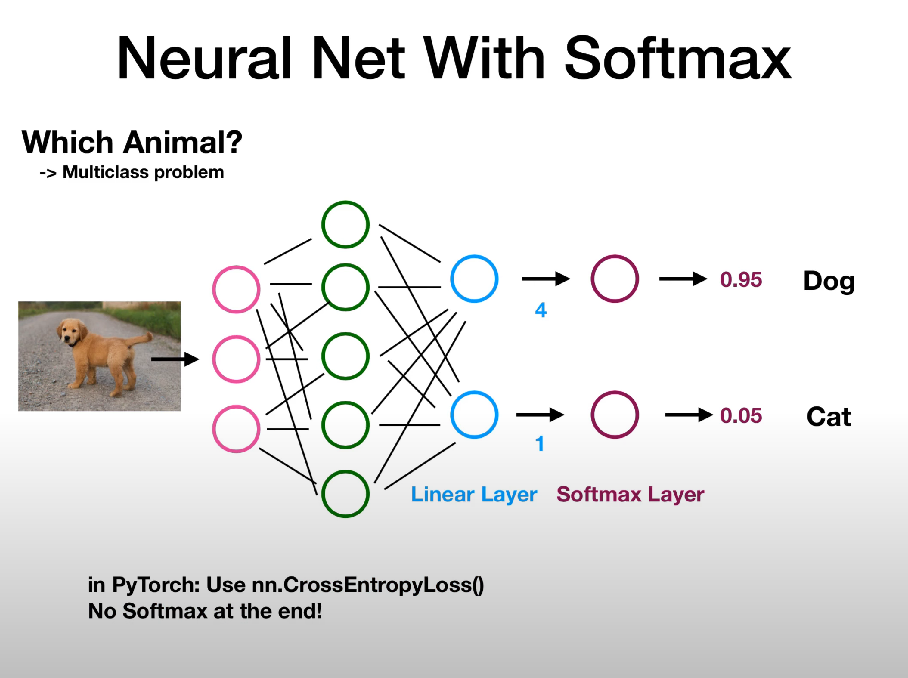 Neural Net With Softmax
Which Animal?
-> Multiclass problem
4
0.95
Dog
1
0.05
Cat
Linear Layer
Softmax Layer
in PyTorch: Use nn.CrossEntropyLoss()
No Softmax at the end!